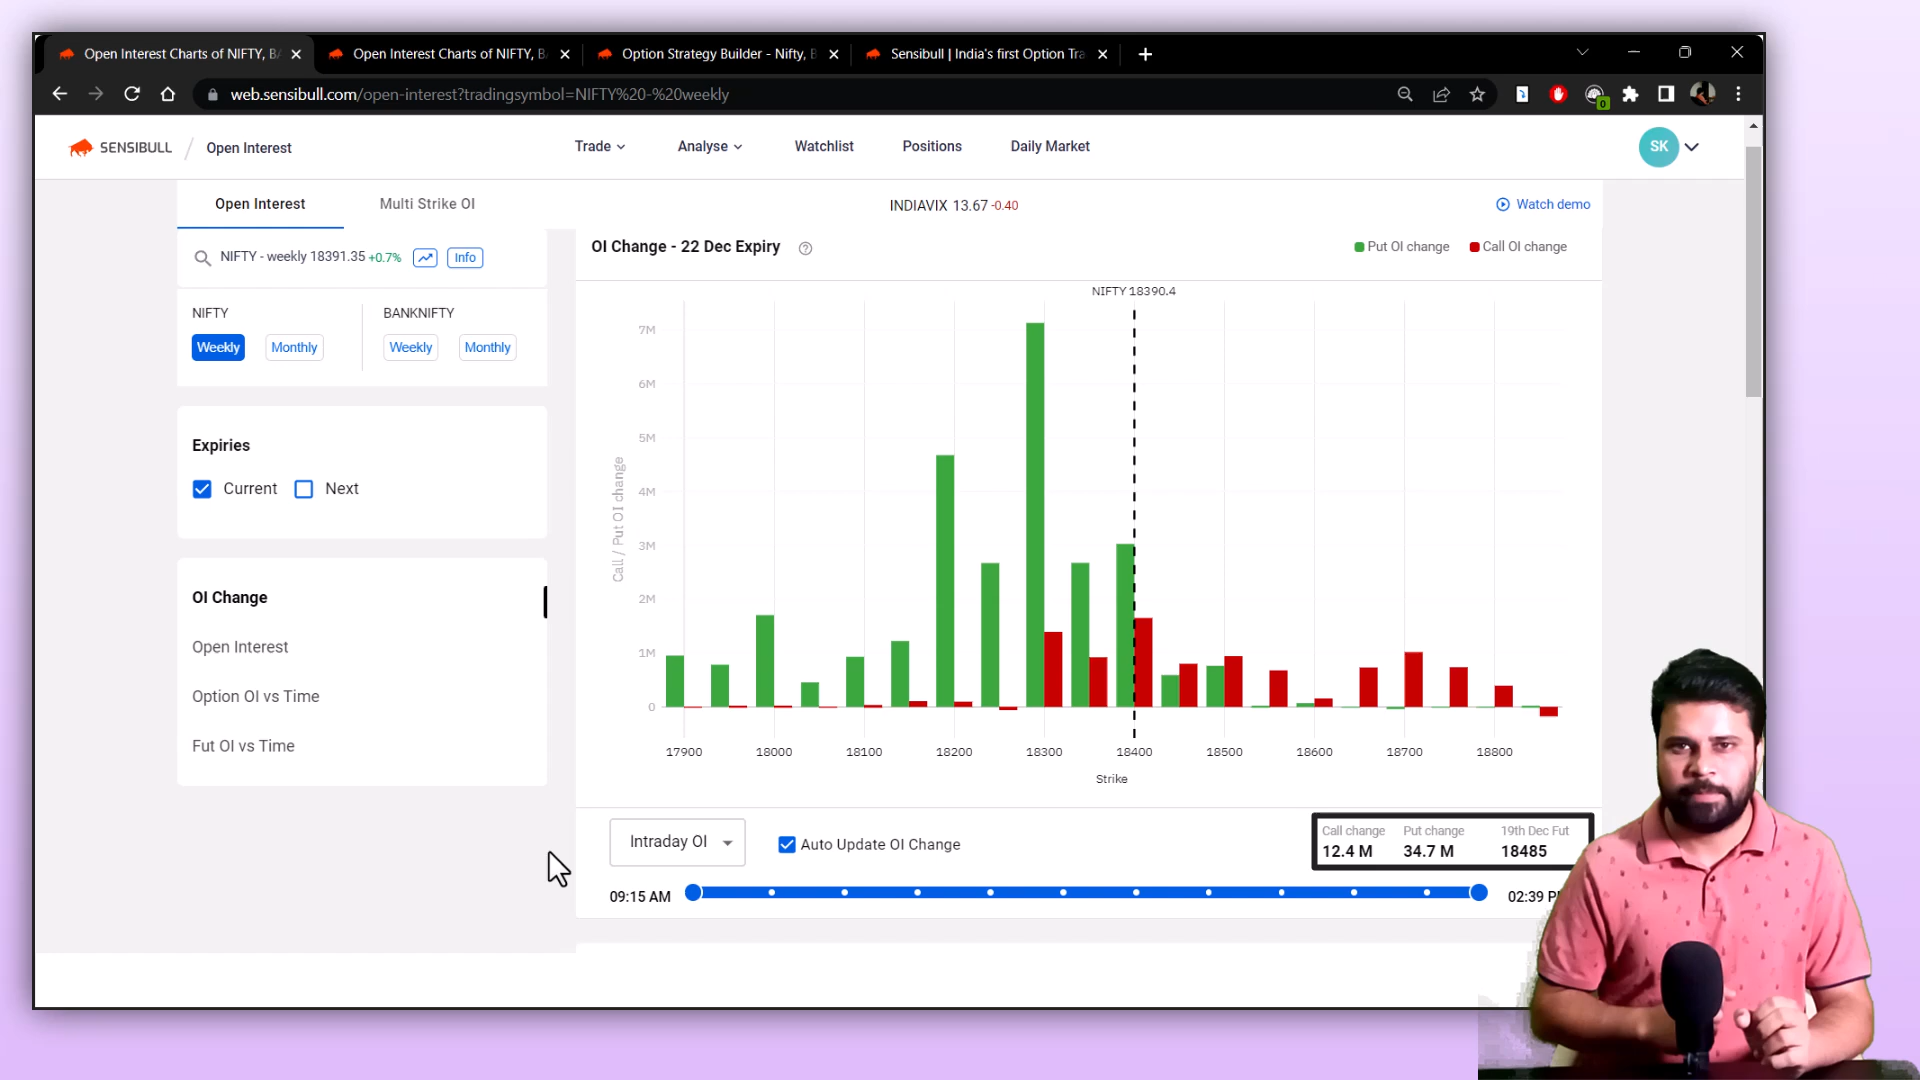 Open Interest Charts of NIFTY, BA
Open Interest Charts of NIFTY, B
Option Strategy Builder - Nifty, B
Sensibull | India's first Option Tra
web.sensibull.com/open-interest?tradingsymbol=NIFTY%20-%20weekly
0
SENSIBULL / Open Interest
Trade
Analyse
Watchlist
Positions
Daily Market
SK
Open Interest
Multi Strike OI
INDIAVIX 13.67 -0.40
Watch demo
NIFTY - weekly 18391.35 +0.7%
Info
NIFTY
BANKNIFTY
Weekly
Monthly
Weekly
Monthly
Expiries
Current
Next
OI Change
Open Interest
Option OI vs Time
Fut OI vs Time
OI Change - 22 Dec Expiry
Put OI change
Call OI change
NIFTY 18390.4
7M
6M
5M
4M
3M
2M
1M
0
Call / Put OI change
17900 18000 18100 18200 18300 18400 18500 18600 18700 18800
Strike
Intraday OI
Auto Update OI Change
Call change Put change 19th Dec Fut
12.4 M 34.7 M 18485
09:15 AM
02:39